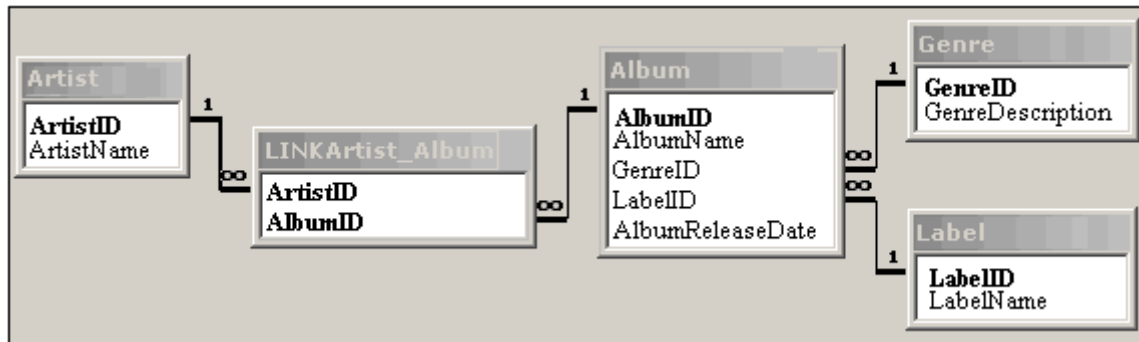 Artist
ArtistID
ArtistName
1
∞
LINKArtist_Album
ArtistID
AlbumID
∞
1
Album
AlbumID
AlbumName
GenreID
LabelID
AlbumReleaseDate
∞
∞
1
Genre
GenreID
GenreDescription
1
Label
LabelID
LabelName